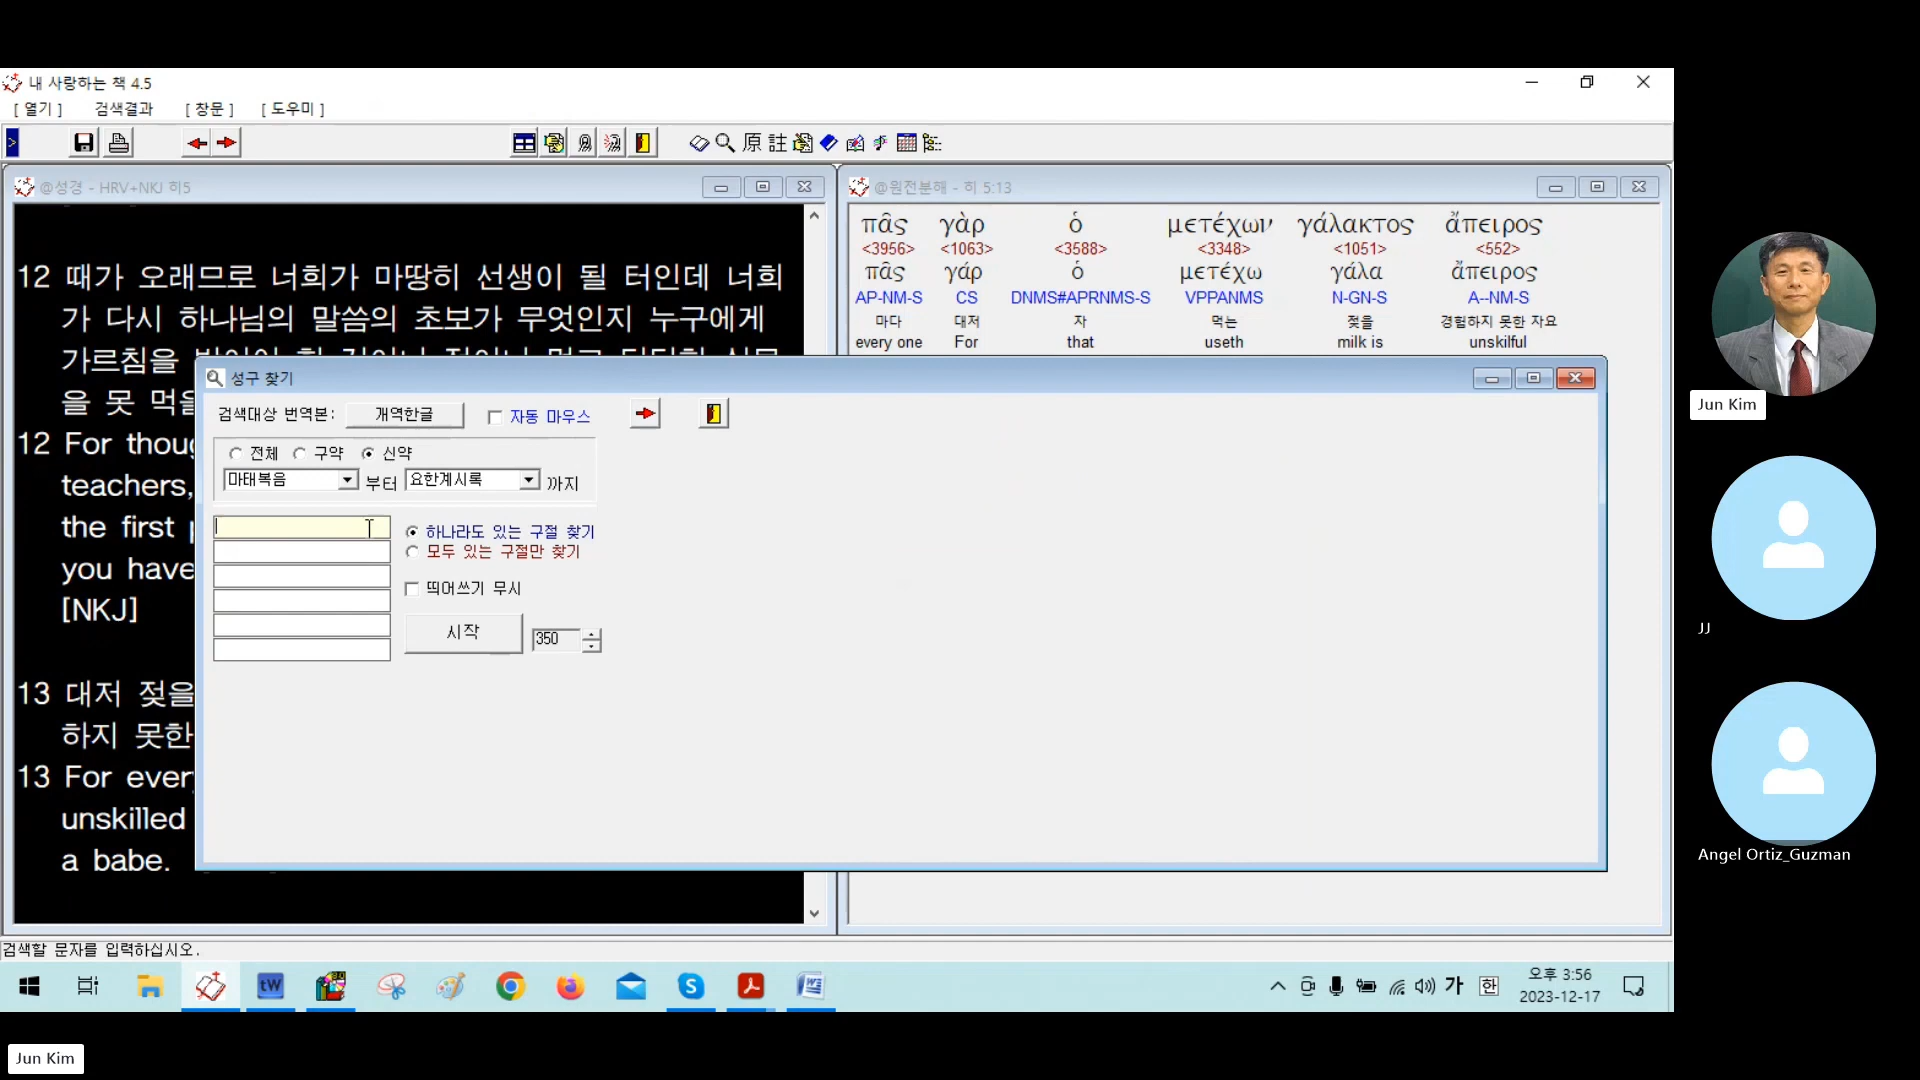 내 사랑하는 책 4.5
[ 열기 ] 검색결과 [ 창문 ] [ 도우미 ]
原 註
@성경 - HRV+NKJ 히5
12 때가 오래므로 너희가 마땅히 선생이 될 터인데 너희
가 다시 하나님의 말씀의 초보가 무엇인지 누구에게
가르침을
을 못
12 For
teachers,
the first
you have
[NKJ]
13 대저 젖을
하지 못한
13 For
unskilled
a babe.
@원전분해 - 히 5:13
πᾶς γὰρ ὁ μετέχων γάλακτος ἄπειρος
<3956> <1063> <3588> <3348> <1051> <552>
πᾶς γάρ ὁ μετέχω γάλα ἄπειρος
AP-NM-S CS DNMS#APRNMS-S VPPANMS N-GN-S A--NM-S
마다 대저 자 먹는 젖을 경험하지 못한 자요
every one For that useth milk is unskilful
성구 찾기
검색대상 번역본: 개역한글 자동 마우스
전체 구약 신약
마태복음 부터 요한계시록 까지
하나라도 있는 구절 찾기
모두 있는 구절만 찾기
띄어쓰기 무시
시작 350
검색할 문자를 입력하십시오.
가 한 오후 3:56
2023-12-17
Jun Kim
JJ
Angel Ortiz_Guzman
Jun Kim